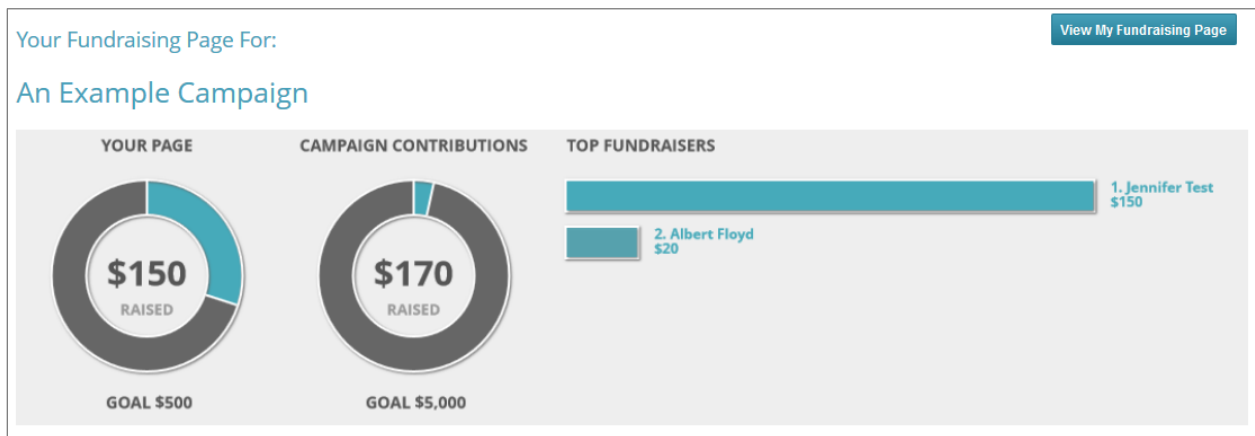 Your Fundraising Page For:
View My Fundraising Page
An Example Campaign
YOUR PAGE
$150
RAISED
GOAL $500
CAMPAIGN CONTRIBUTIONS
$170
RAISED
GOAL $5,000
TOP FUNDRAISERS
1. Jennifer Test
$150
2. Albert Floyd
$20